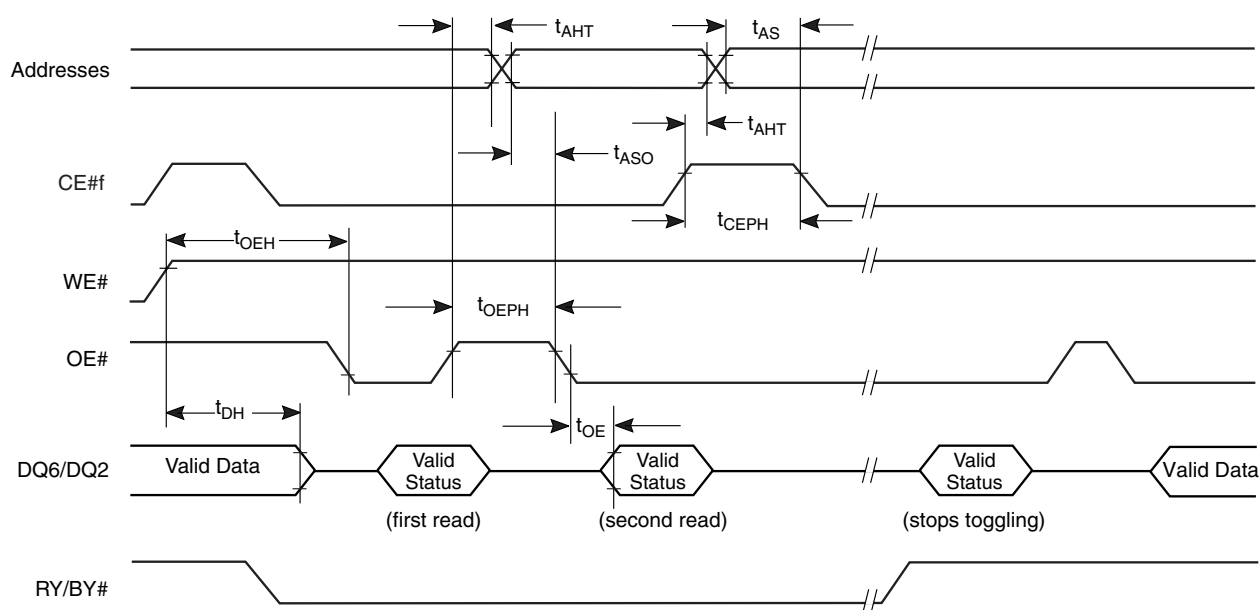 tAHT
tAS
Addresses
tAHT
tASO
CE#f
tCEPH
tOEH
WE#
tOEPH
OE#
tDH
tOE
DQ6/DQ2
Valid Data
Valid
Status
Valid
Status
Valid
Status
Valid Data
(first read)
(second read)
(stops toggling)
RY/BY#